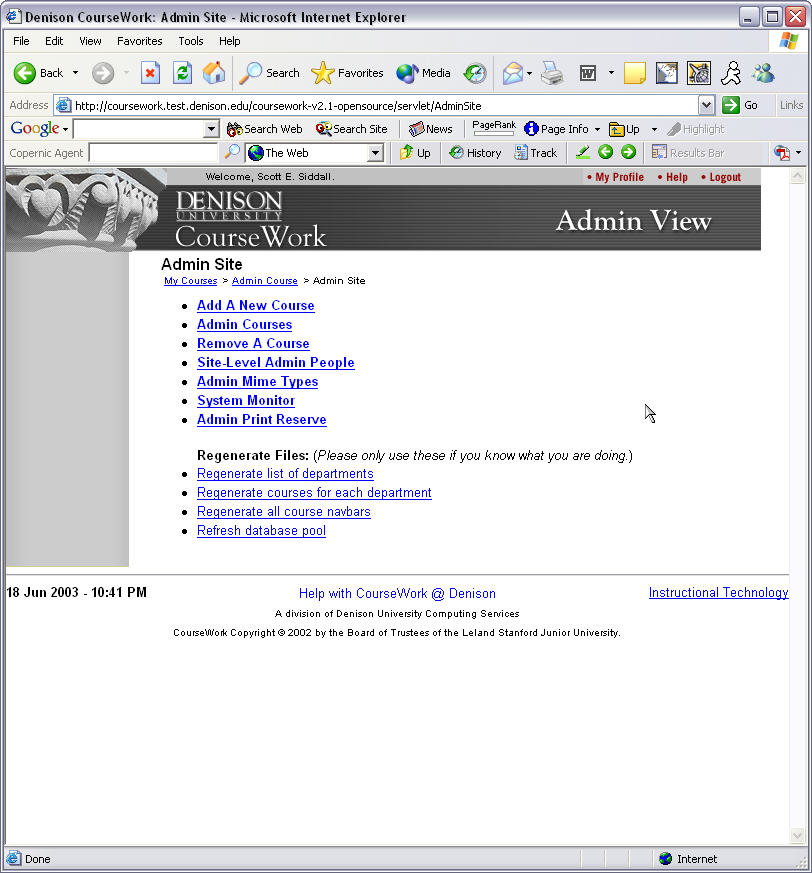 Denison CourseWork: Admin Site - Microsoft Internet Explorer
File Edit View Favorites Tools Help
Back Search Favorites Media
Address http://coursework.test.denison.edu/coursework-v2.1-opensource/servlet/AdminSite Go Links
Google Search Web Search Site News PageRank Page Info Up Highlight
Copernic Agent The Web Up History Track Results Bar
Welcome, Scott E. Siddall. • My Profile • Help • Logout
DENISON
UNIVERSITY
CourseWork Admin View
Admin Site
My Courses > Admin Course > Admin Site
• Add A New Course
• Admin Courses
• Remove A Course
• Site-Level Admin People
• Admin Mime Types
• System Monitor
• Admin Print Reserve
Regenerate Files: (Please only use these if you know what you are doing.)
• Regenerate list of departments
• Regenerate courses for each department
• Regenerate all course navbars
• Refresh database pool
18 Jun 2003 - 10:41 PM Help with CourseWork @ Denison Instructional Technology
A division of Denison University Computing Services
CourseWork Copyright © 2002 by the Board of Trustees of the Leland Stanford Junior University.
Done Internet